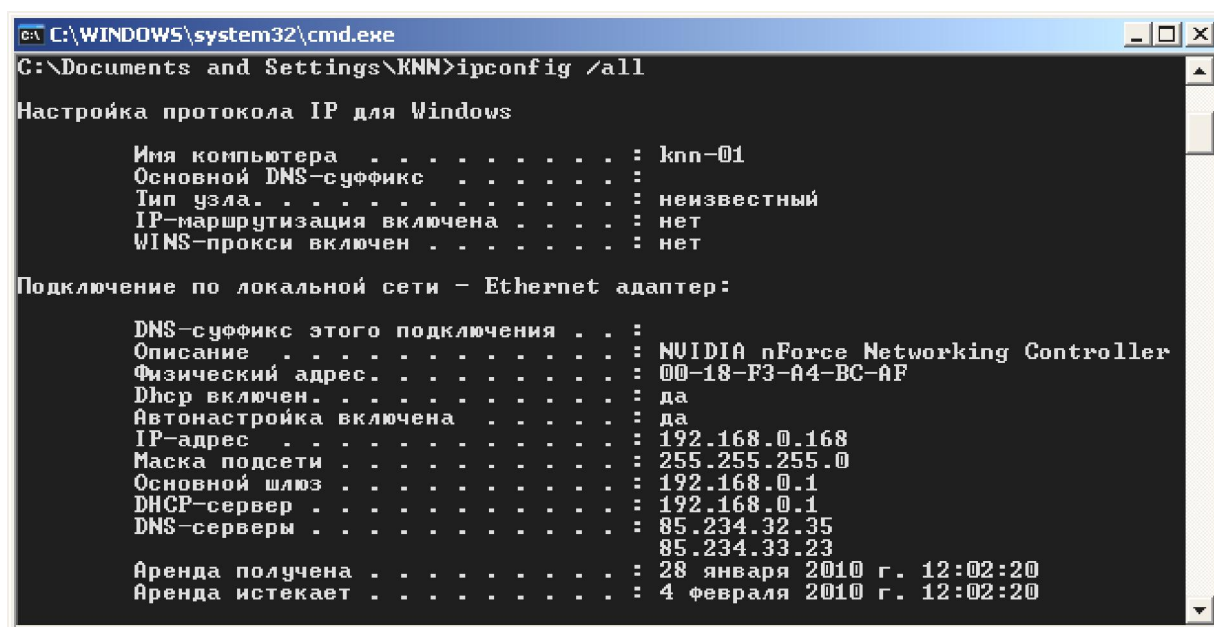 C:\WINDOWS\system32\cmd.exe
C:\Documents and Settings\KNN>ipconfig /all
Настройка протокола IP для Windows
Имя компьютера . . . . . . . . . : knn-01
Основной DNS-суффикс . . . . . . :
Тип узла. . . . . . . . . . . . . : неизвестный
IP-маршрутизация включена . . . . : нет
WINS-прокси включен . . . . . . . : нет
Подключение по локальной сети - Ethernet адаптер:
DNS-суффикс этого подключения . . :
Описание . . . . . . . . . . . . : NVIDIA nForce Networking Controller
Физический адрес. . . . . . . . . : 00-18-F3-A4-BC-AF
Dhcp включен. . . . . . . . . . . : да
Автонастройка включена . . . . . : да
IP-адрес . . . . . . . . . . . . : 192.168.0.168
Маска подсети . . . . . . . . . . : 255.255.255.0
Основной шлюз . . . . . . . . . . : 192.168.0.1
DHCP-сервер . . . . . . . . . . . : 192.168.0.1
DNS-серверы . . . . . . . . . . . : 85.234.32.35
85.234.33.23
Аренда получена . . . . . . . . . : 28 января 2010 г. 12:02:20
Аренда истекает . . . . . . . . . : 4 февраля 2010 г. 12:02:20